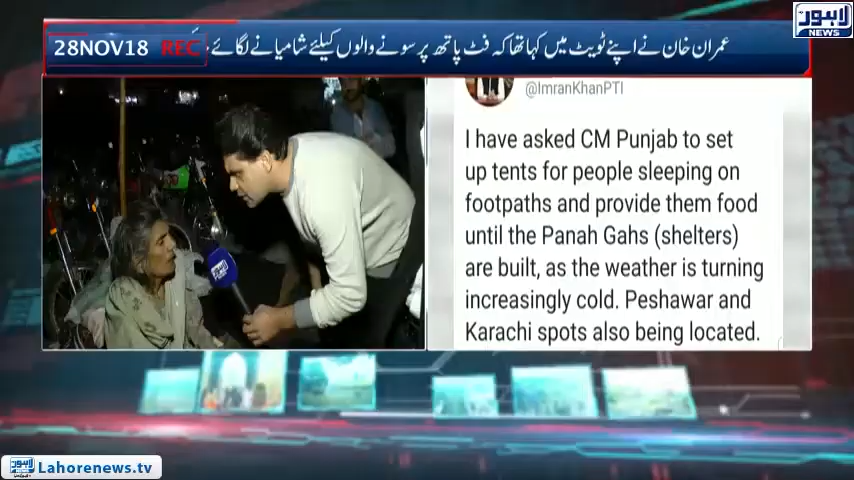 لاہور
NEWS
عمران خان نے اپنے ٹویٹ میں کہا تھا کہ فٹ پاتھ پر سونے والوں کیلئے شامیانے لگائے
28NOV18 REC
@ImranKhanPTI
I have asked CM Punjab to set
up tents for people sleeping on
footpaths and provide them food
until the Panah Gahs (shelters)
are built, as the weather is turning
increasingly cold. Peshawar and
Karachi spots also being located.
Lahorenews.tv